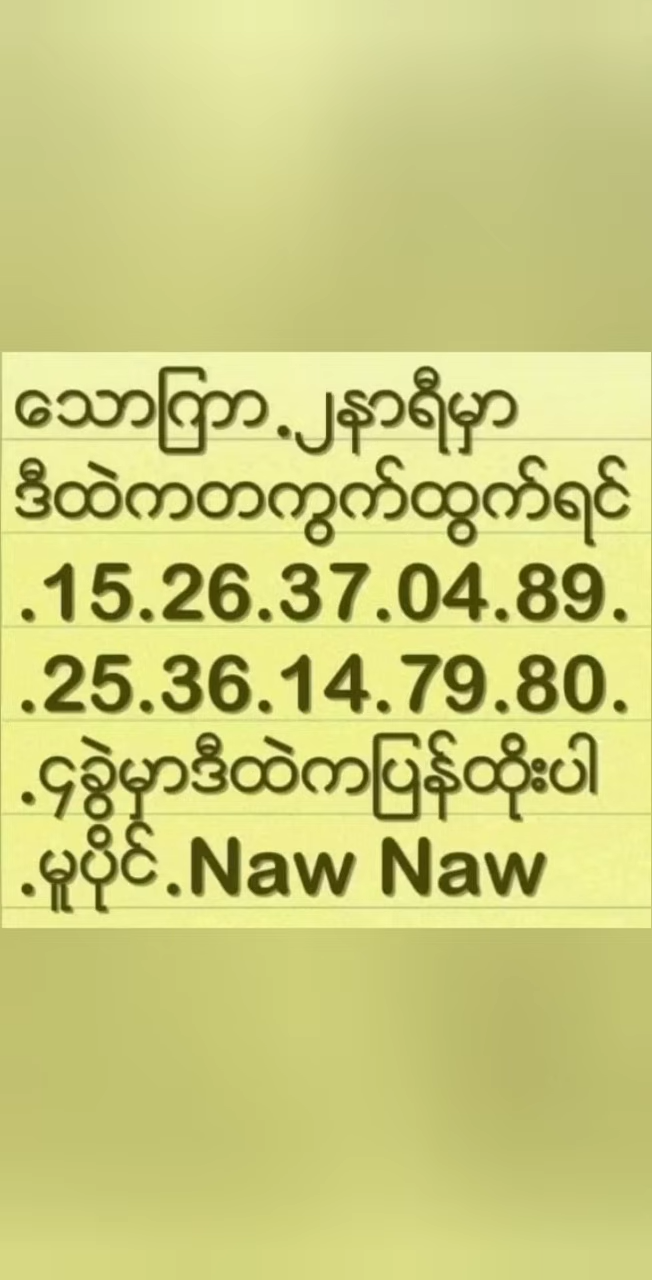 သောကြာ.၂နာရီမှာ
ဒီထဲကတကွက်ထွက်ရင်
.15.26.37.04.89.
.25.36.14.79.80.
.၄ခွဲမှာဒီထဲကပြန်ထိုးပါ
.မူပိုင်.Naw Naw